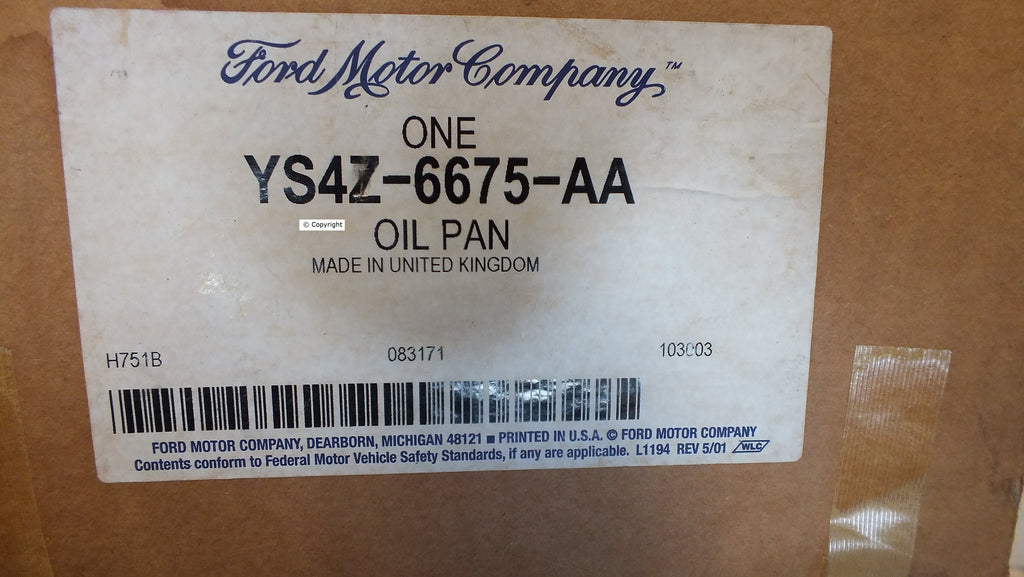 Ford Motor Company™
ONE
YS4Z-6675-AA
© Copyright
OIL PAN
MADE IN UNITED KINGDOM
H751B 083171 103003
FORD MOTOR COMPANY, DEARBORN, MICHIGAN 48121 ■ PRINTED IN U.S.A. © FORD MOTOR COMPANY
Contents conform to Federal Motor Vehicle Safety Standards, if any are applicable. L1194 REV 5/01 WLC